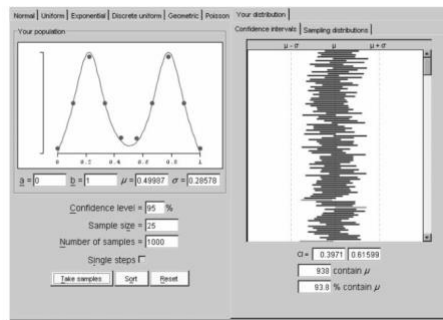 Normal Uniform Exponential Discrete uniform Geometric Poisson Your distribution
Your population
0 0.2 0.4 0.6 0.8 1
a = 0 b = 1 μ = 0.49987 σ = 0.28578
Confidence level = 95 %
Sample size = 25
Number of samples = 1000
Single steps
Take samples Sort Reset
Confidence intervals Sampling distributions
μ - σ μ μ + σ
CI = 0.3971 0.61599
938 contain μ
93.8 % contain μ